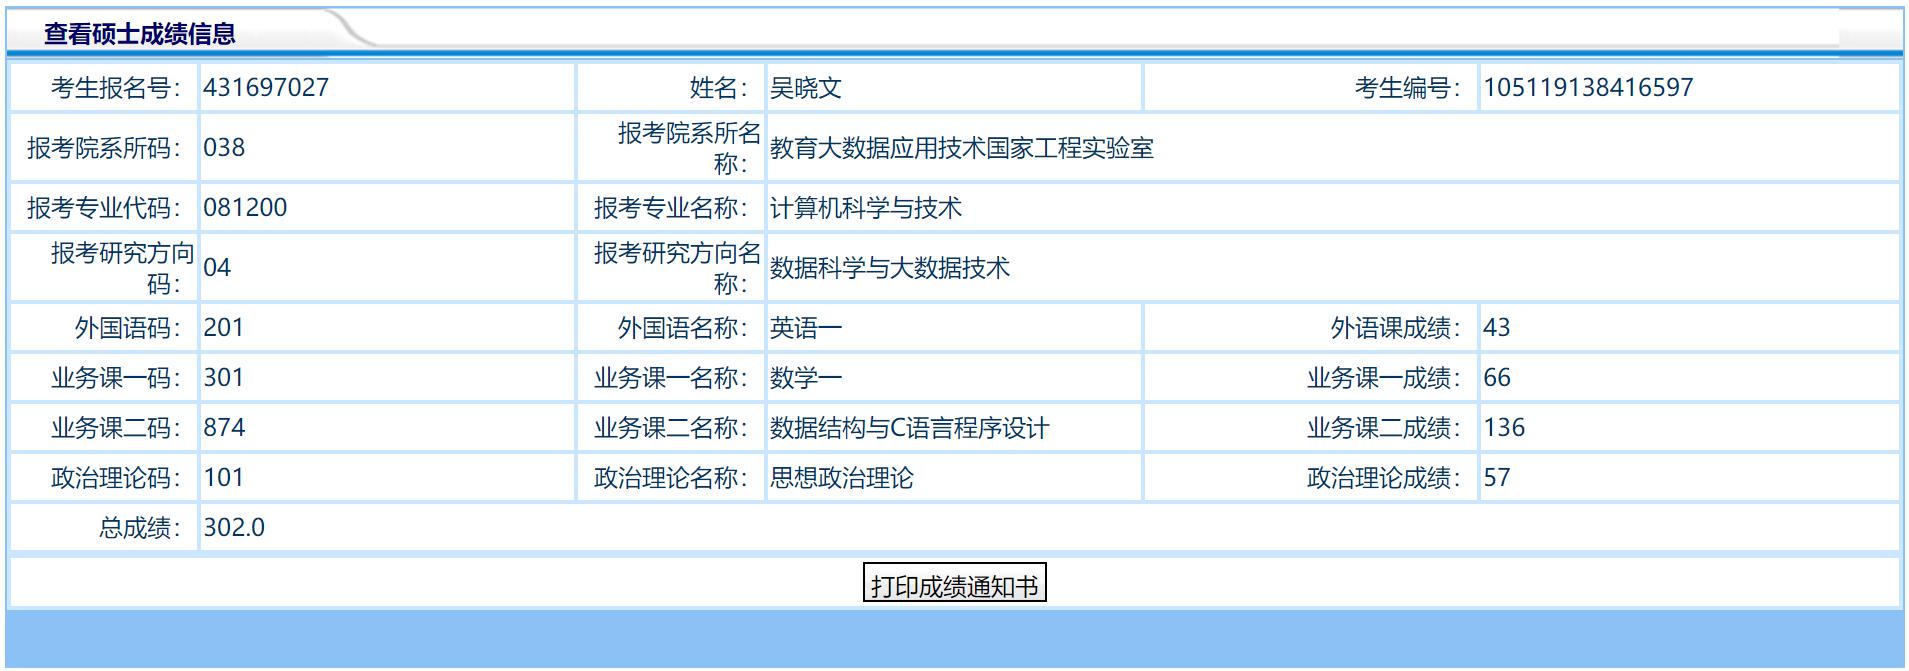 查看硕士成绩信息
考生报名号： 431697027 姓名： 吴晓文 考生编号： 105119138416597
报考院系所码： 038 报考院系所名称： 教育大数据应用技术国家工程实验室
报考专业代码： 081200 报考专业名称： 计算机科学与技术
报考研究方向码： 04 报考研究方向名称： 数据科学与大数据技术
外国语码： 201 外国语名称： 英语一 外语课成绩： 43
业务课一码： 301 业务课一名称： 数学一 业务课一成绩： 66
业务课二码： 874 业务课二名称： 数据结构与C语言程序设计 业务课二成绩： 136
政治理论码： 101 政治理论名称： 思想政治理论 政治理论成绩： 57
总成绩： 302.0
打印成绩通知书